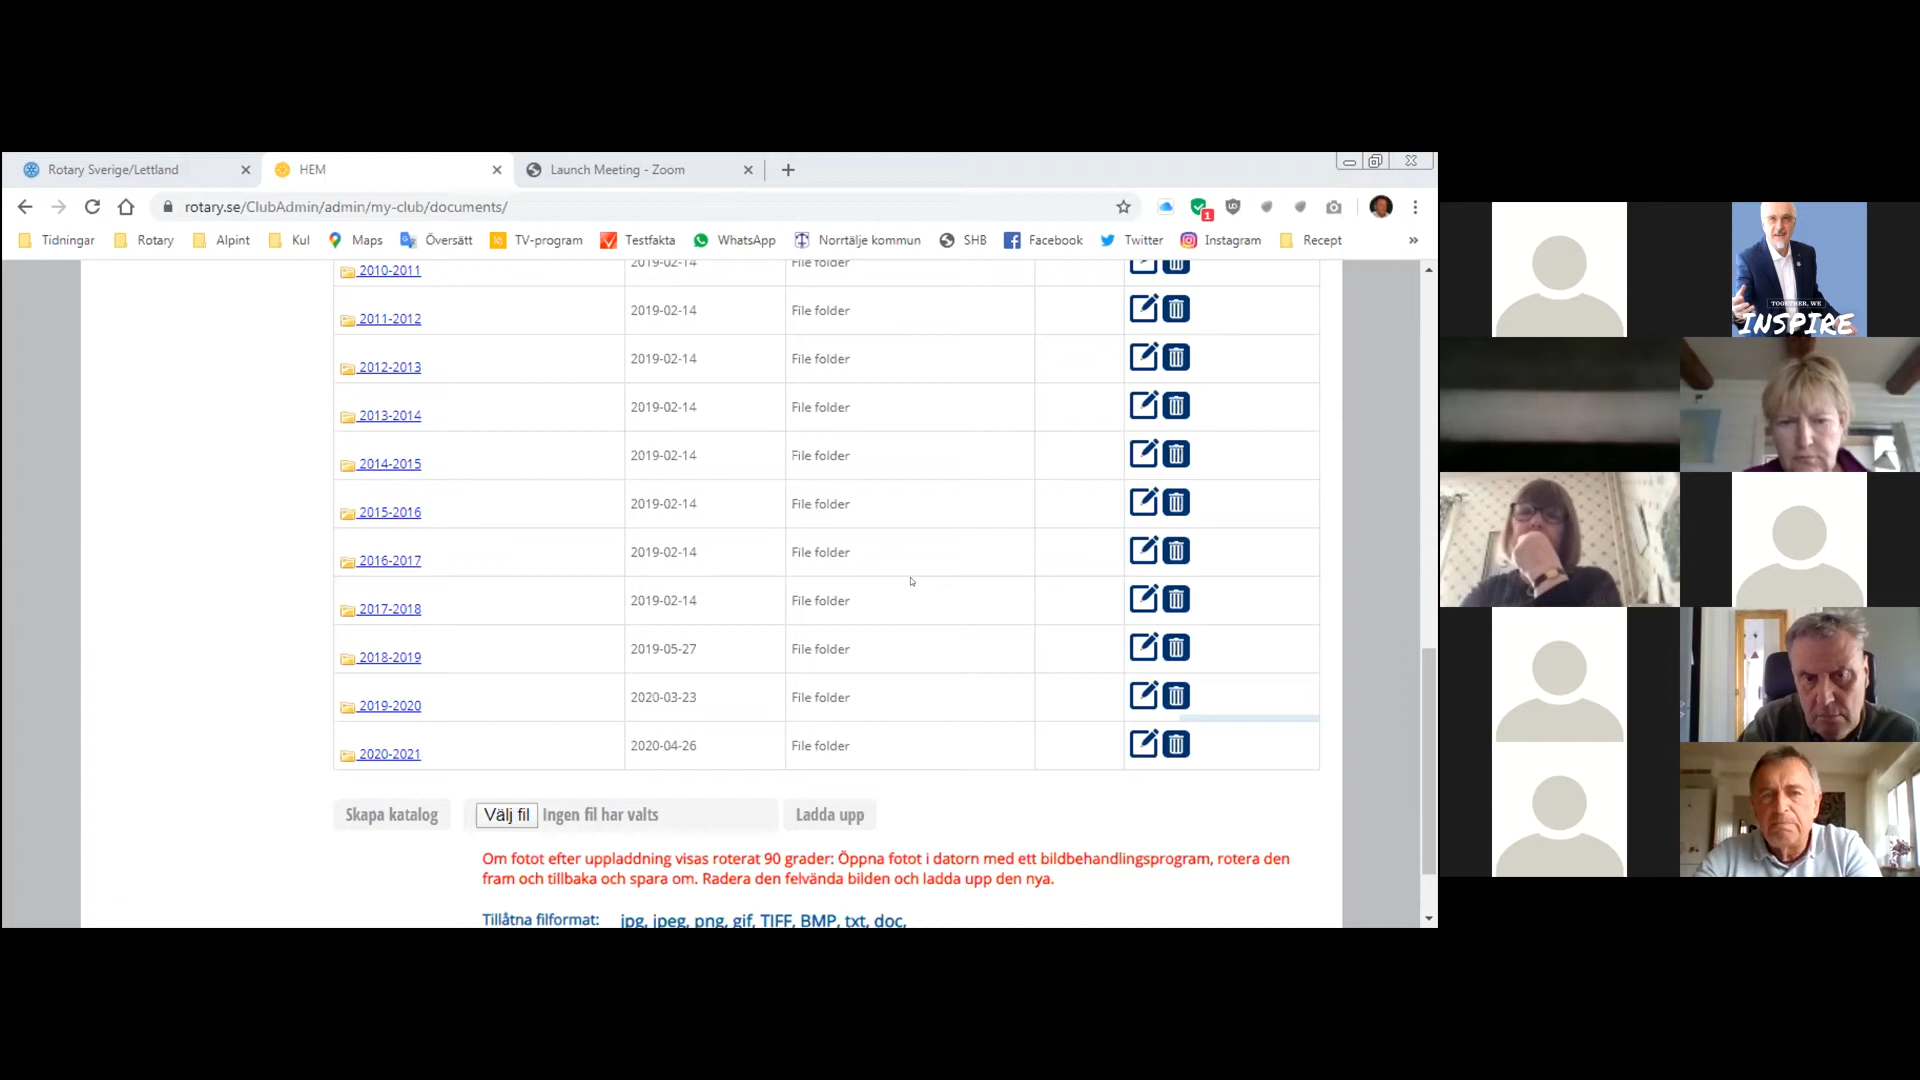 Rotary Sverige/Lettland HEM Launch Meeting - Zoom
rotary.se/ClubAdmin/admin/my-club/documents/
1
Tidningar Rotary Alpint Kul Maps Översätt TV-program Testfakta WhatsApp Norrtälje kommun SHB Facebook Twitter Instagram Recept »
2010-2011 2019-02-14 File folder
2011-2012 2019-02-14 File folder
2012-2013 2019-02-14 File folder
2013-2014 2019-02-14 File folder
2014-2015 2019-02-14 File folder
2015-2016 2019-02-14 File folder
2016-2017 2019-02-14 File folder
2017-2018 2019-02-14 File folder
2018-2019 2019-05-27 File folder
2019-2020 2020-03-23 File folder
2020-2021 2020-04-26 File folder
Skapa katalog Välj fil Ingen fil har valts Ladda upp
Om fotot efter uppladdning visas roterat 90 grader: Öppna fotot i datorn med ett bildbehandlingsprogram, rotera den
fram och tillbaka och spara om. Radera den felvända bilden och ladda upp den nya.
Tillåtna filformat: jpg, jpeg, png, gif, TIFF, BMP, txt, doc,
TOGETHER, WE
INSPIRE